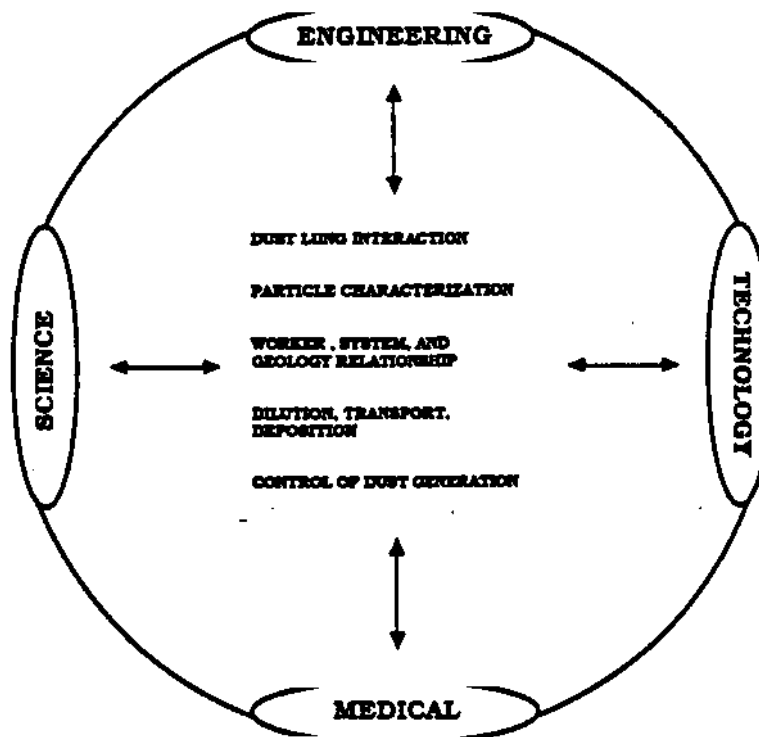 ENGINEERING
DUST LUNG INTERACTION
PARTICLE CHARACTERIZATION
WORKER , SYSTEM, AND
GEOLOGY RELATIONSHIP
DILUTION, TRANSPORT,
DEPOSITION
CONTROL OF DUST GENERATION
SCIENCE
TECHNOLOGY
MEDICAL